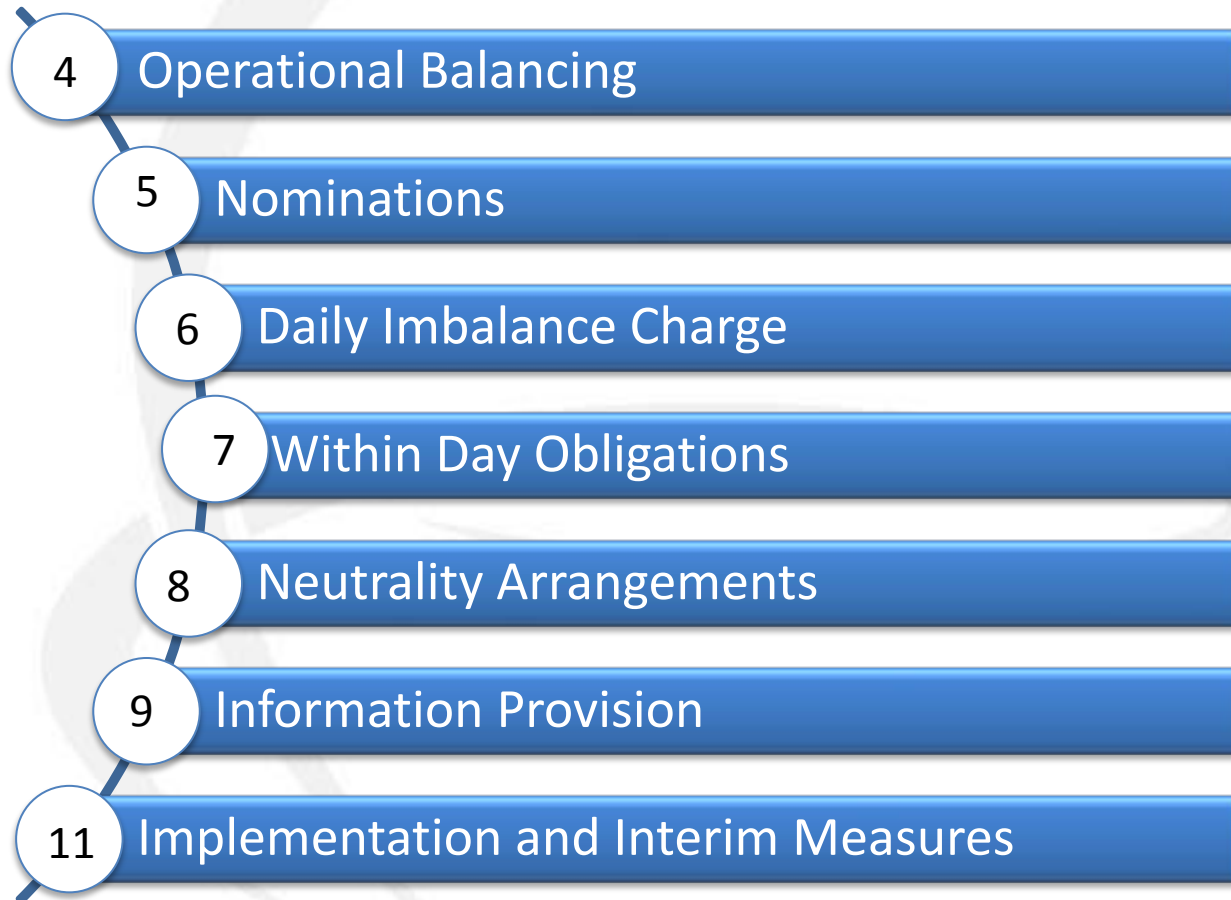 4 Operational Balancing
5 Nominations
6 Daily Imbalance Charge
7 Within Day Obligations
8 Neutrality Arrangements
9 Information Provision
11 Implementation and Interim Measures